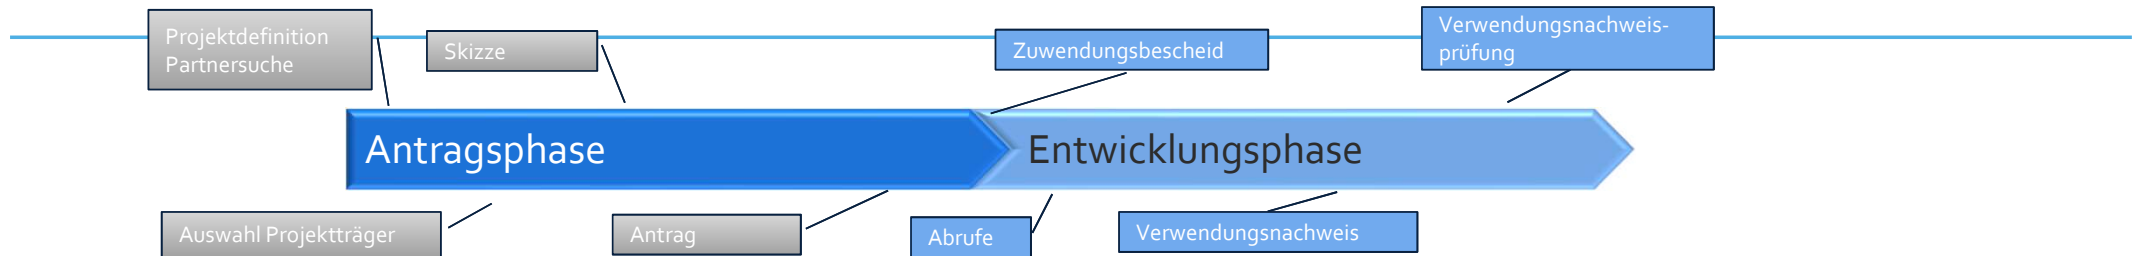 Projektdefinition
Partnersuche
Skizze
Zuwendungsbescheid
Verwendungsnachweis-
prüfung
Antragsphase
Entwicklungsphase
Auswahl Projektträger
Antrag
Abrufe
Verwendungsnachweis